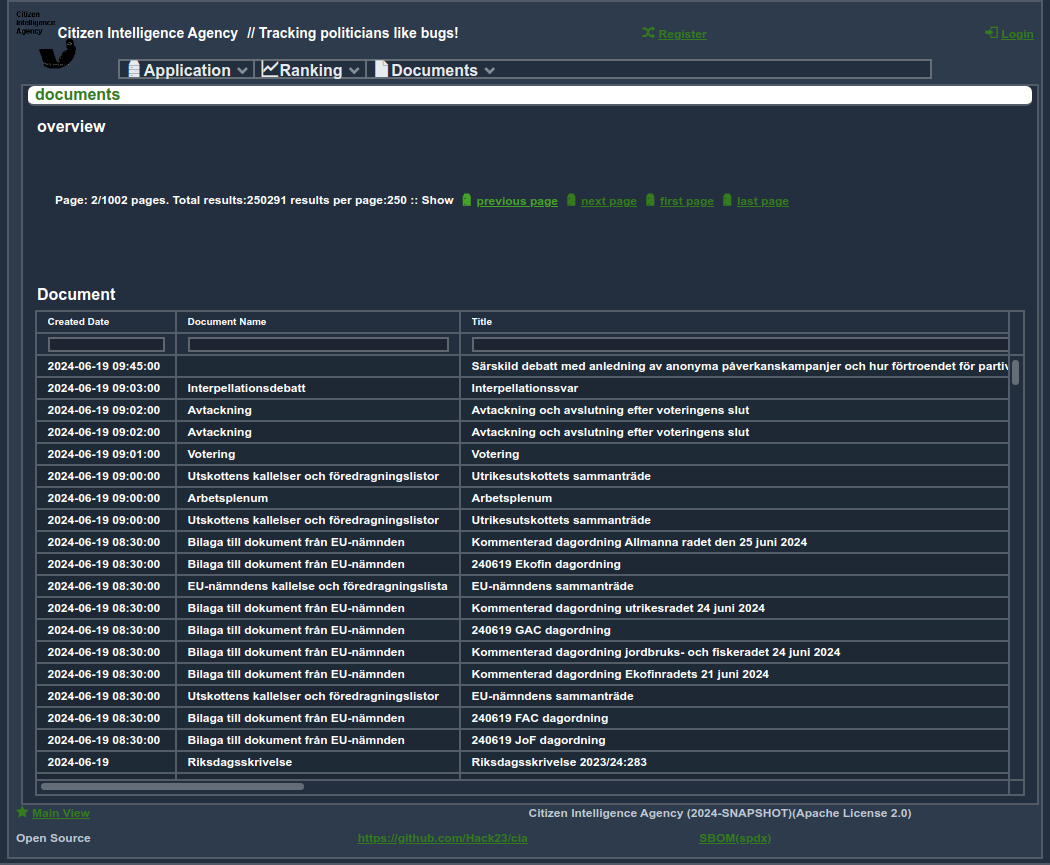 Citizen
Intelligence
Agency
Citizen Intelligence Agency // Tracking politicians like bugs!
Register
Login
Application
Ranking
Documents
documents
overview
Page: 2/1002 pages. Total results:250291 results per page:250 :: Show previous page next page first page last page
Document
Created Date Document Name Title
2024-06-19 09:45:00 Särskild debatt med anledning av anonyma påverkanskampanjer och hur förtroendet för partiv
2024-06-19 09:03:00 Interpellationsdebatt Interpellationssvar
2024-06-19 09:02:00 Avtackning Avtackning och avslutning efter voteringens slut
2024-06-19 09:02:00 Avtackning Avtackning och avslutning efter voteringens slut
2024-06-19 09:01:00 Votering Votering
2024-06-19 09:00:00 Utskottens kallelser och föredragningslistor Utrikesutskottets sammanträde
2024-06-19 09:00:00 Arbetsplenum Arbetsplenum
2024-06-19 09:00:00 Utskottens kallelser och föredragningslistor Utrikesutskottets sammanträde
2024-06-19 08:30:00 Bilaga till dokument från EU-nämnden Kommenterad dagordning Allmanna radet den 25 juni 2024
2024-06-19 08:30:00 Bilaga till dokument från EU-nämnden 240619 Ekofin dagordning
2024-06-19 08:30:00 EU-nämndens kallelse och föredragningslista EU-nämndens sammanträde
2024-06-19 08:30:00 Bilaga till dokument från EU-nämnden Kommenterad dagordning utrikesradet 24 juni 2024
2024-06-19 08:30:00 Bilaga till dokument från EU-nämnden 240619 GAC dagordning
2024-06-19 08:30:00 Bilaga till dokument från EU-nämnden Kommenterad dagordning jordbruks- och fiskeradet 24 juni 2024
2024-06-19 08:30:00 Bilaga till dokument från EU-nämnden Kommenterad dagordning Ekofinradets 21 juni 2024
2024-06-19 08:30:00 Utskottens kallelser och föredragningslistor EU-nämndens sammanträde
2024-06-19 08:30:00 Bilaga till dokument från EU-nämnden 240619 FAC dagordning
2024-06-19 08:30:00 Bilaga till dokument från EU-nämnden 240619 JoF dagordning
2024-06-19 Riksdagsskrivelse Riksdagsskrivelse 2023/24:283
Main View Citizen Intelligence Agency (2024-SNAPSHOT)(Apache License 2.0)
Open Source https://github.com/Hack23/cia SBOM(spdx)